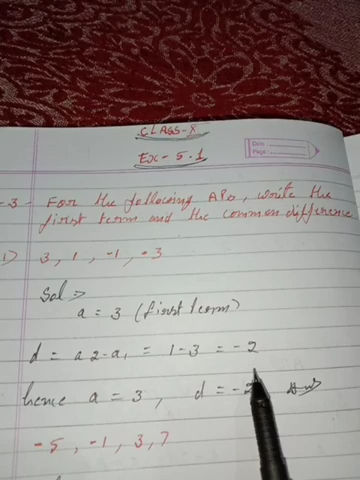 CLASS-X
Ex-5.1
Date
Page
-3- For the following APs, write the
first term and the common difference
1) 3, 1, -1, -3
Sol ⇒
a = 3 (first term)
d = a2-a1 = 1-3 = -2
hence a = 3, d = -2 Ans
-5, -1, 3, 7